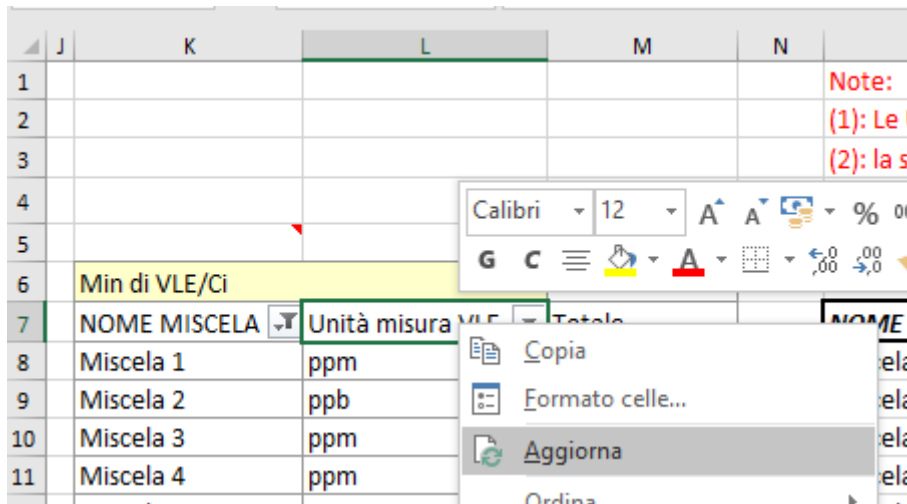 J K L M N
1 Note:
2 (1): Le
3 (2): la s
4
5
6 Min di VLE/Ci
7 NOME MISCELA Unità misura VLE Totale NOME
8 Miscela 1 ppm
9 Miscela 2 ppb
10 Miscela 3 ppm
11 Miscela 4 ppm
Calibri 12 A A %
G C A
Copia
Formato celle...
Aggiorna
Ordina